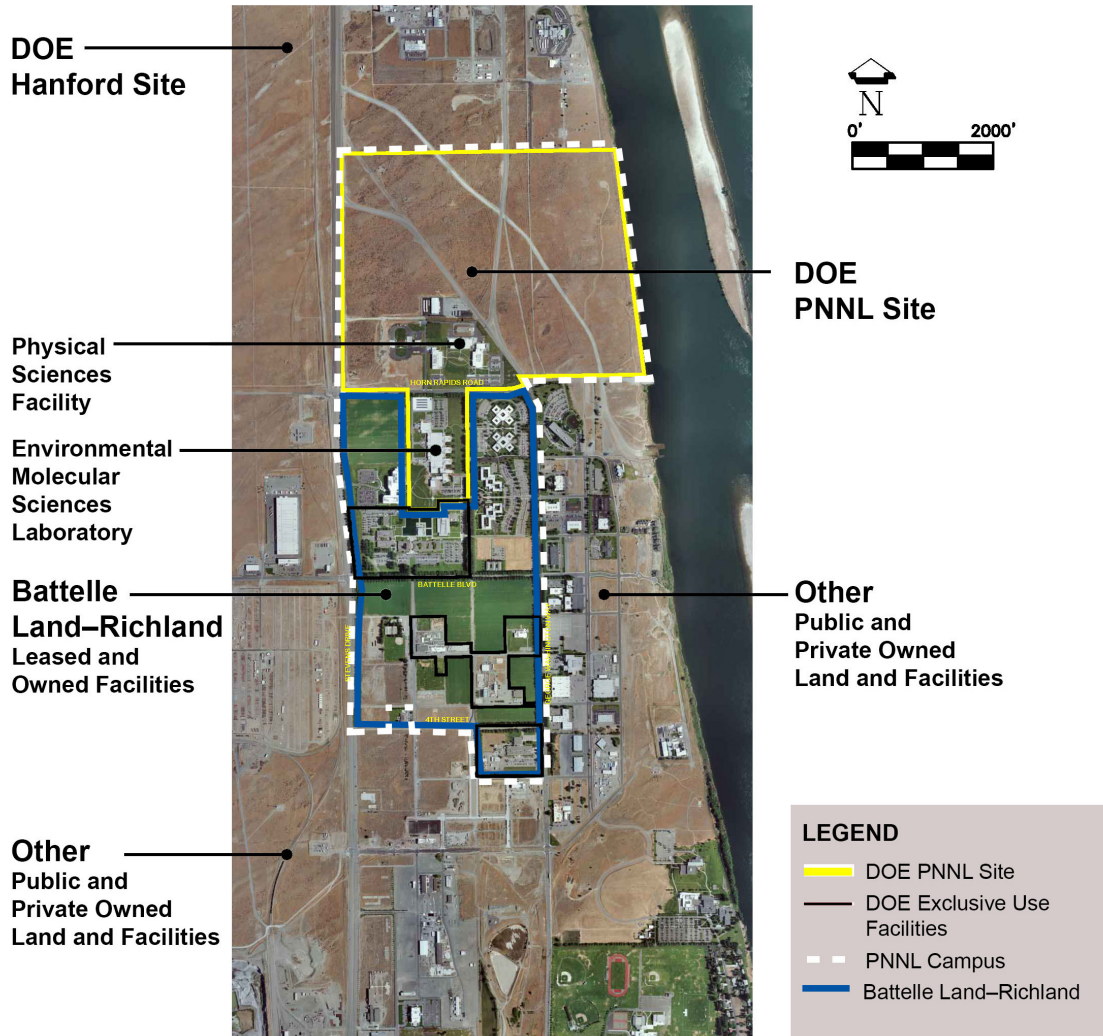 DOE
Hanford Site
N
0' 2000'
DOE
PNNL Site
Physical
Sciences
Facility
HORN RAPIDS ROAD
Environmental
Molecular
Sciences
Laboratory
BATTELLE BLVD
Battelle
Land–Richland
Leased and
Owned Facilities
Other
Public and
Private Owned
Land and Facilities
STEVENS DRIVE
4TH STREET
Other
Public and
Private Owned
Land and Facilities
LEGEND
DOE PNNL Site
DOE Exclusive Use
Facilities
PNNL Campus
Battelle Land–Richland